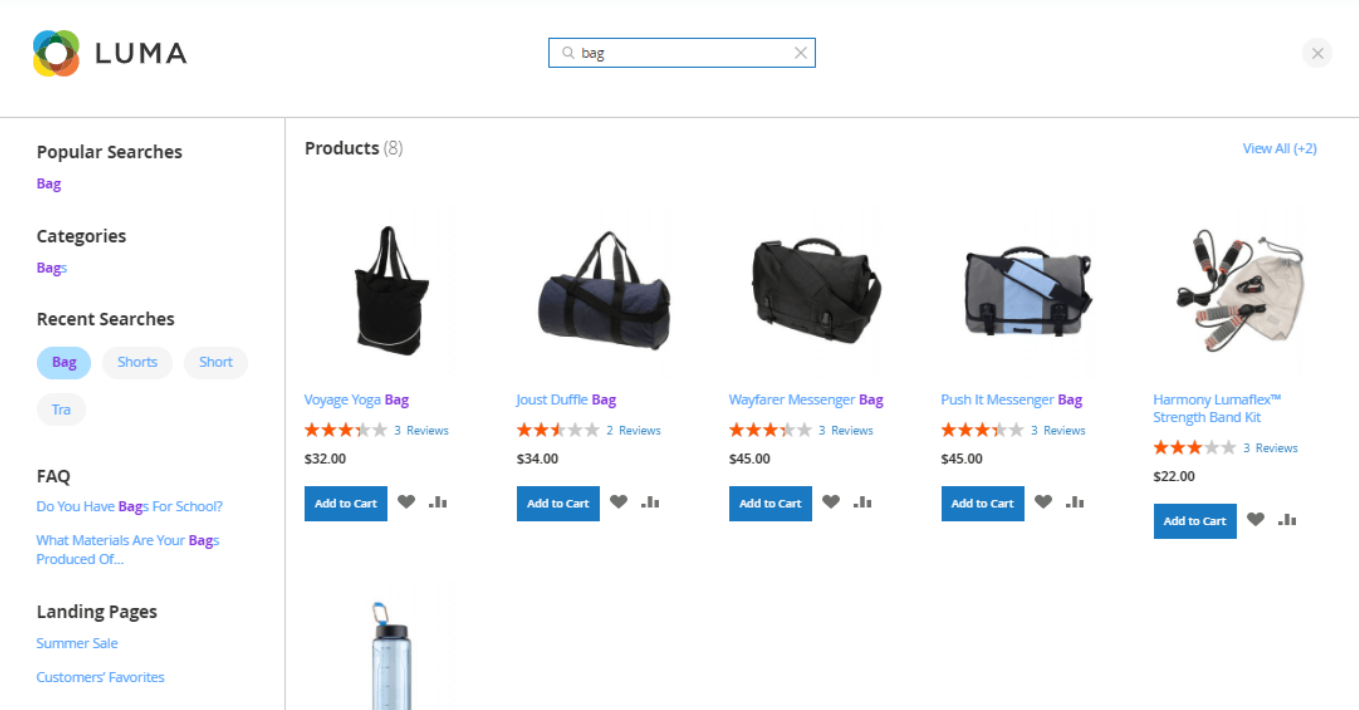 LUMA
bag
Popular Searches
Bag
Categories
Bags
Recent Searches
Bag
Shorts
Short
Tra
FAQ
Do You Have Bags For School?
What Materials Are Your Bags
Produced Of...
Landing Pages
Summer Sale
Customers’ Favorites
Products (8)
View All (+2)
Voyage Yoga Bag
3 Reviews
$32.00
Add to Cart
Joust Duffle Bag
2 Reviews
$34.00
Add to Cart
Wayfarer Messenger Bag
3 Reviews
$45.00
Add to Cart
Push It Messenger Bag
3 Reviews
$45.00
Add to Cart
Harmony Lumaflex™
Strength Band Kit
3 Reviews
$22.00
Add to Cart